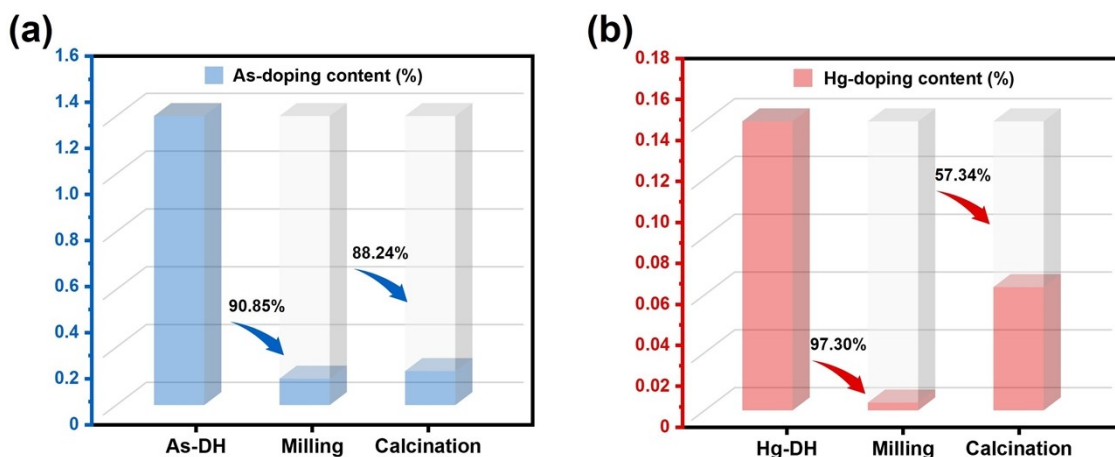 (a)
1.6
1.4
1.2
1.0
0.8
0.6
0.4
0.2
0
As-doping content (%)
90.85%
88.24%
As-DH
Milling
Calcination
(b)
0.18
0.16
0.14
0.12
0.10
0.08
0.06
0.04
0.02
0
Hg-doping content (%)
57.34%
97.30%
Hg-DH
Milling
Calcination